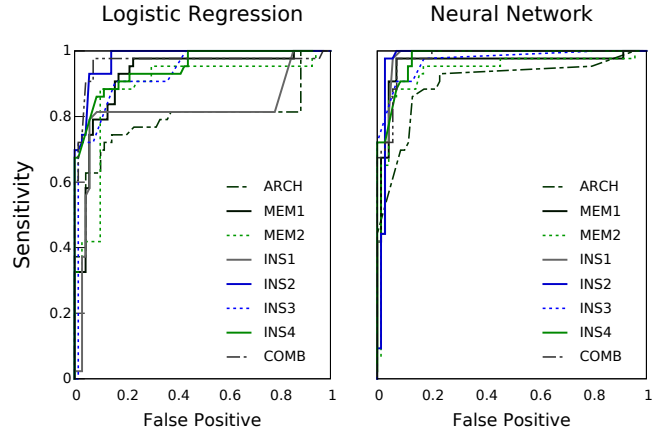 Logistic Regression Neural Network
Sensitivity
1
0.8
0.6
0.4
0.2
0
0 0.2 0.4 0.6 0.8 1
False Positive
ARCH
MEM1
MEM2
INS1
INS2
INS3
INS4
COMB
0 0.2 0.4 0.6 0.8 1
False Positive
ARCH
MEM1
MEM2
INS1
INS2
INS3
INS4
COMB